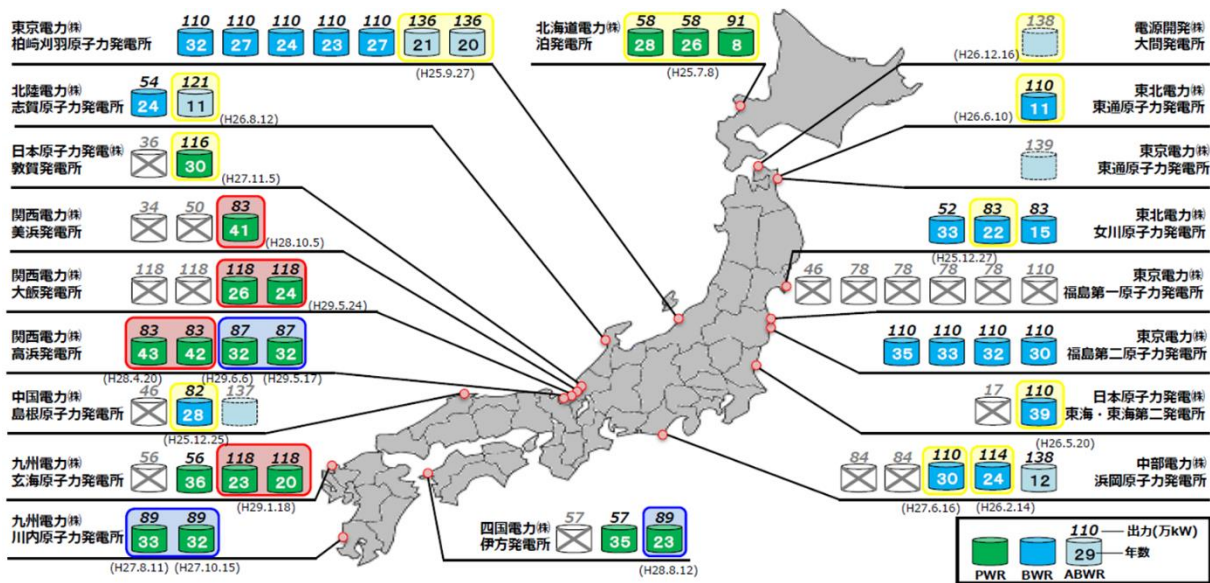 東京電力㈱
柏崎刈羽原子力発電所
110 110 110 110 110 136 136
32 27 24 23 27 21 20
(H25.9.27)
北海道電力㈱
泊発電所
58 58 91
28 26 8
(H25.7.8)
138
電源開発㈱
大間発電所
(H26.12.16)
北陸電力㈱
志賀原子力発電所
54 121
24 11
(H26.8.12)
110
11
東北電力㈱
東通原子力発電所
(H26.6.10)
日本原子力発電㈱
敦賀発電所
36 116
30
(H27.11.5)
139
東京電力㈱
東通原子力発電所
関西電力㈱
美浜発電所
34 50 83
41
(H28.10.5)
52 83 83
33 22 15
東北電力㈱
女川原子力発電所
(H25.12.27)
関西電力㈱
大飯発電所
118 118 118 118
26 24
(H29.5.24)
46 78 78 78 78 110
東京電力㈱
福島第一原子力発電所
関西電力㈱
高浜発電所
83 83 87 87
43 42 32 32
(H28.4.20) (H29.6.6) (H29.5.17)
110 110 110 110
35 33 32 30
東京電力㈱
福島第二原子力発電所
中国電力㈱
島根原子力発電所
46 82 137
28
(H25.12.25)
17 110
39
日本原子力発電㈱
東海・東海第二発電所
(H26.5.20)
九州電力㈱
玄海原子力発電所
56 56 118 118
36 23 20
(H29.1.18)
84 84 110 114 138
30 24 12
中部電力㈱
浜岡原子力発電所
(H27.6.16) (H26.2.14)
九州電力㈱
川内原子力発電所
89 89
33 32
(H27.8.11) (H27.10.15)
四国電力㈱
伊方発電所
57 57 89
35 23
(H28.8.12)
110 出力(万kW)
29 年数
PWR BWR ABWR